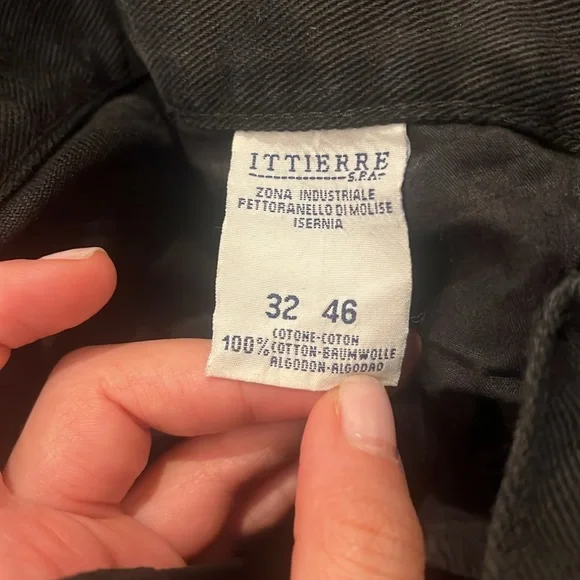 ITTIERRE
S.P.A.
ZONA INDUSTRIALE
PETTORANELLO DI MOLISE
ISERNIA
32 46
COTONE-COTON
100% COTTON-BAUMWOLLE
ALGODON-ALGODAO